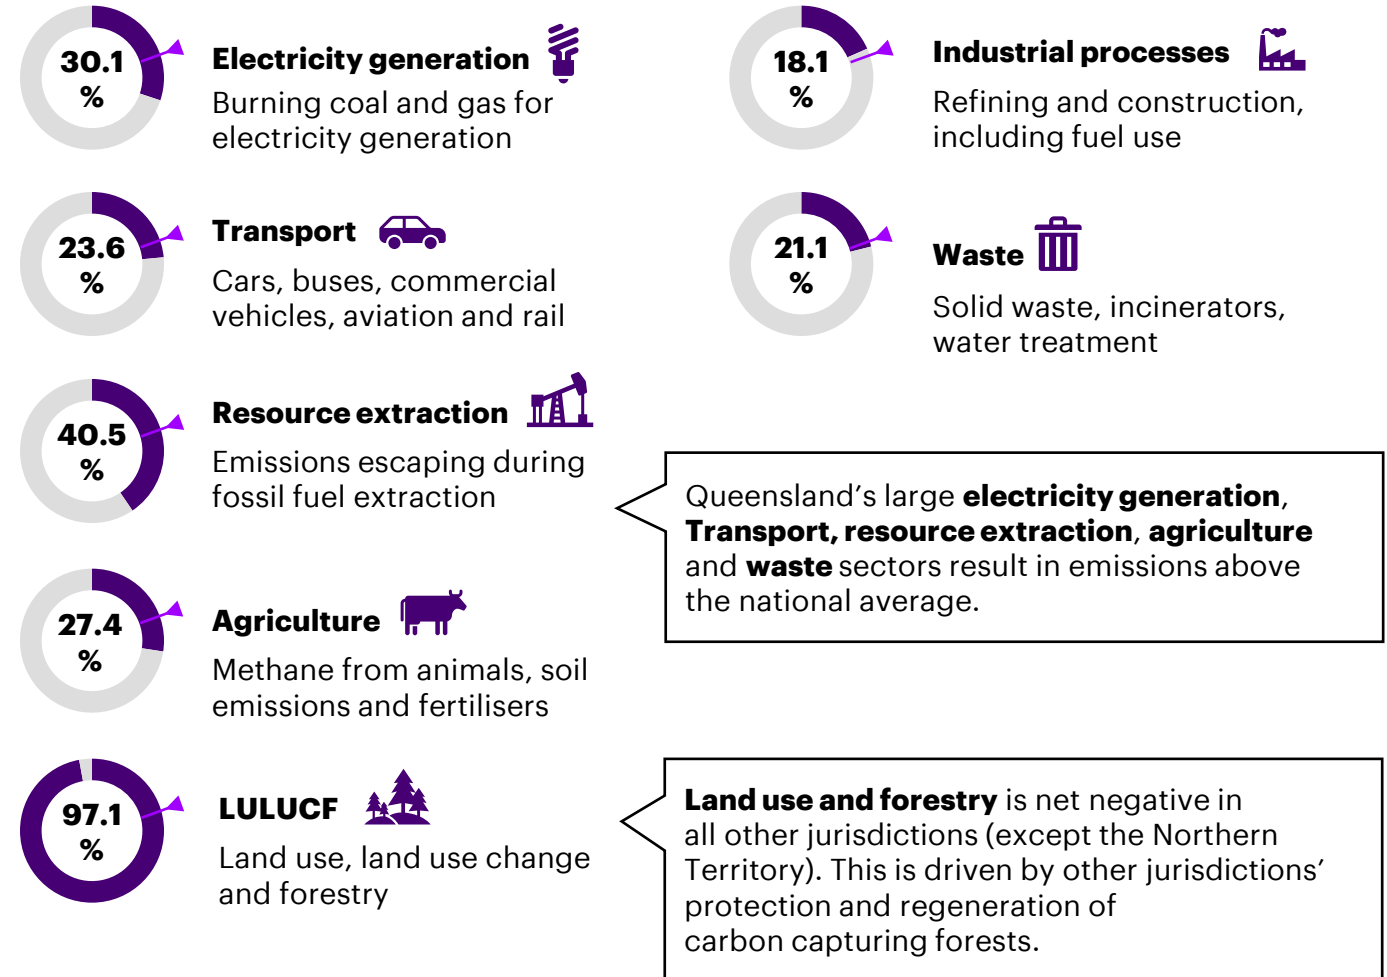 30.1
%
Electricity generation
Burning coal and gas for
electricity generation
23.6
%
Transport
Cars, buses, commercial
vehicles, aviation and rail
40.5
%
Resource extraction
Emissions escaping during
fossil fuel extraction
27.4
%
Agriculture
Methane from animals, soil
emissions and fertilisers
97.1
%
LULUCF
Land use, land use change
and forestry
18.1
%
Industrial processes
Refining and construction,
including fuel use
21.1
%
Waste
Solid waste, incinerators,
water treatment
Queensland’s large electricity generation,
Transport, resource extraction, agriculture
and waste sectors result in emissions above
the national average.
Land use and forestry is net negative in
all other jurisdictions (except the Northern
Territory). This is driven by other jurisdictions’
protection and regeneration of
carbon capturing forests.